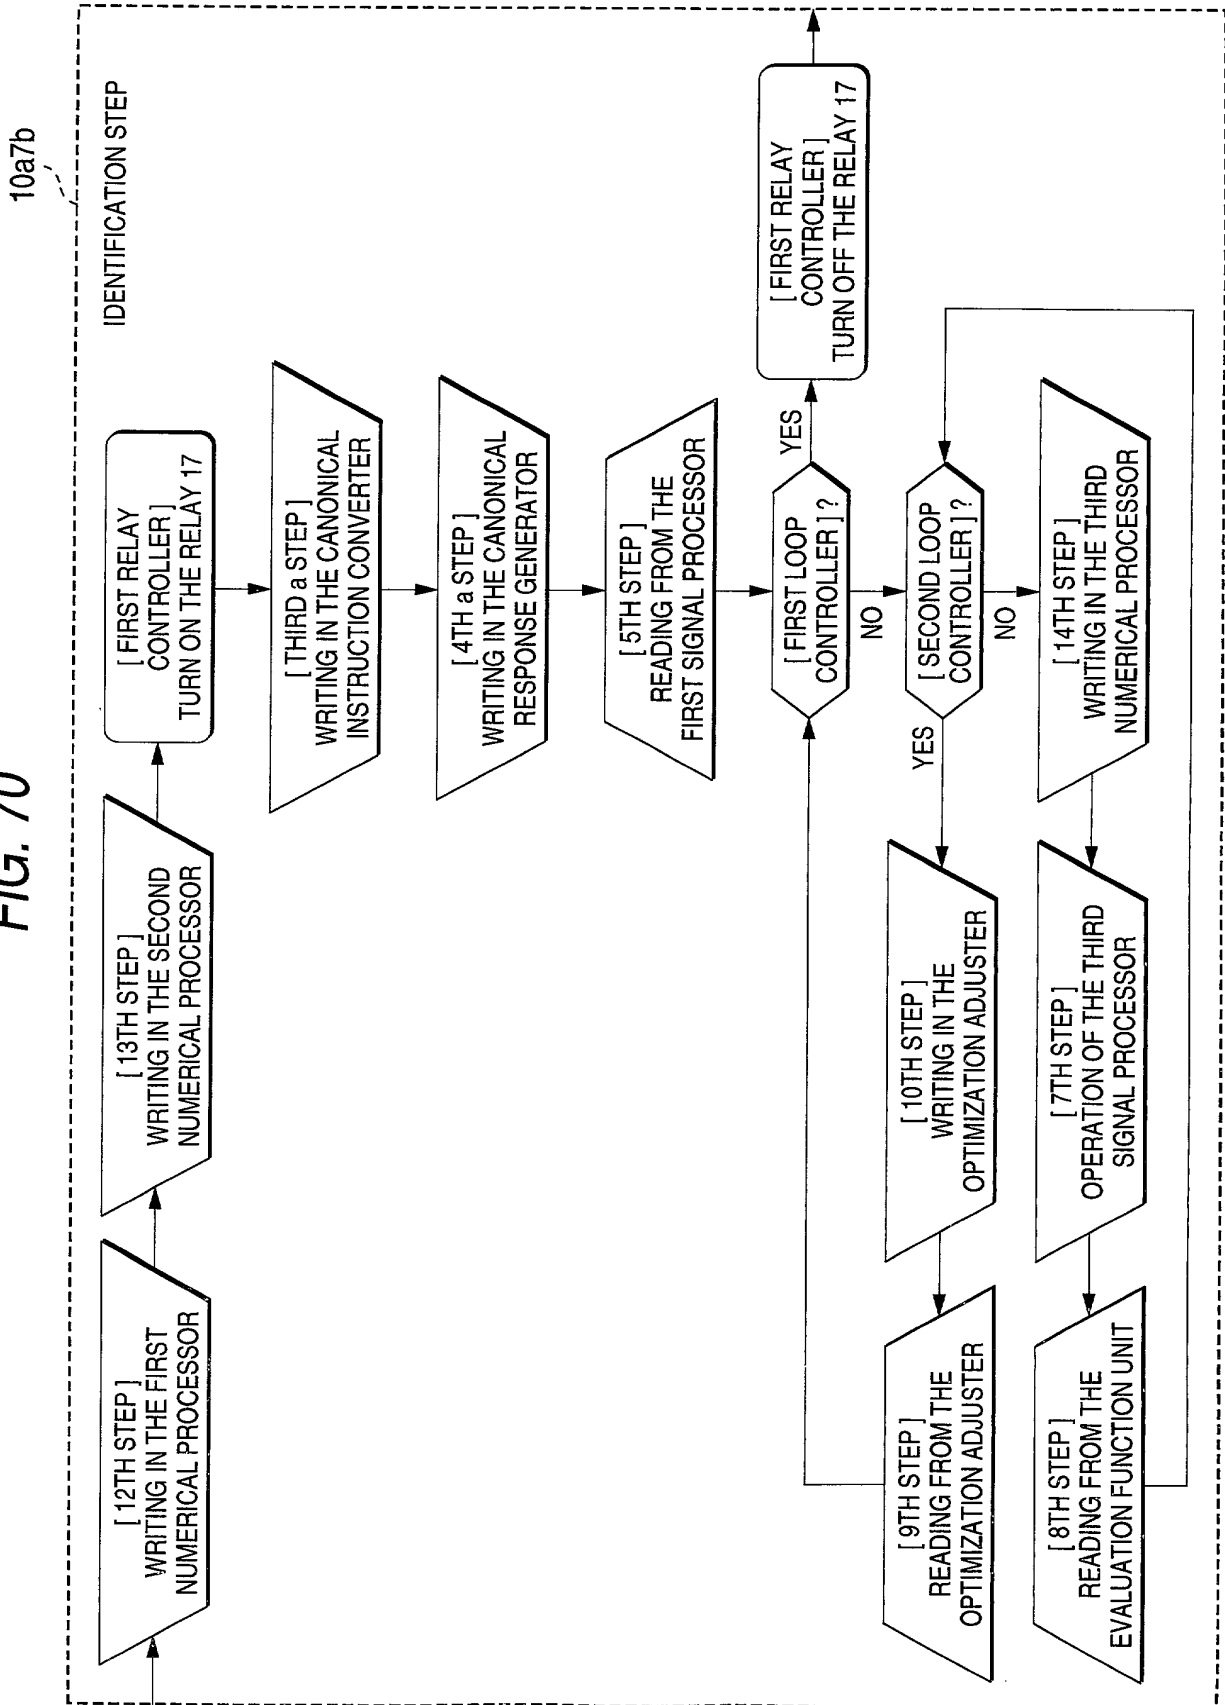 FIG. 70
10a7b
IDENTIFICATION STEP
[ 12TH STEP ]
WRITING IN THE FIRST
NUMERICAL PROCESSOR
[ 13TH STEP ]
WRITING IN THE SECOND
NUMERICAL PROCESSOR
[ FIRST RELAY
CONTROLLER ]
TURN ON THE RELAY 17
[ THIRD a STEP ]
WRITING IN THE CANONICAL
INSTRUCTION CONVERTER
[ 4TH a STEP ]
WRITING IN THE CANONICAL
RESPONSE GENERATOR
[ 5TH STEP ]
READING FROM THE
FIRST SIGNAL PROCESSOR
[ FIRST LOOP
CONTROLLER ] ?
YES
[ FIRST RELAY
CONTROLLER ]
TURN OFF THE RELAY 17
NO
[ SECOND LOOP
CONTROLLER ] ?
YES
NO
[ 9TH STEP ]
READING FROM THE
OPTIMIZATION ADJUSTER
[ 10TH STEP ]
WRITING IN THE
OPTIMIZATION ADJUSTER
[ 8TH STEP ]
READING FROM THE
EVALUATION FUNCTION UNIT
[ 7TH STEP ]
OPERATION OF THE THIRD
SIGNAL PROCESSOR
[ 14TH STEP ]
WRITING IN THE THIRD
NUMERICAL PROCESSOR